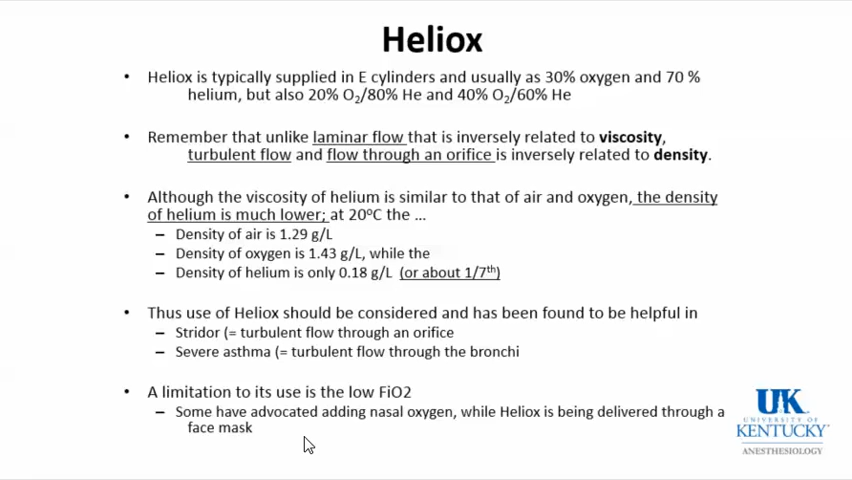 Heliox
• Heliox is typically supplied in E cylinders and usually as 30% oxygen and 70 %
helium, but also 20% O₂/80% He and 40% O₂/60% He
• Remember that unlike laminar flow that is inversely related to viscosity,
turbulent flow and flow through an orifice is inversely related to density.
• Although the viscosity of helium is similar to that of air and oxygen, the density
of helium is much lower; at 20°C the ...
– Density of air is 1.29 g/L
– Density of oxygen is 1.43 g/L, while the
– Density of helium is only 0.18 g/L (or about 1/7th)
• Thus use of Heliox should be considered and has been found to be helpful in
– Stridor (= turbulent flow through an orifice
– Severe asthma (= turbulent flow through the bronchi
• A limitation to its use is the low FiO2
– Some have advocated adding nasal oxygen, while Heliox is being delivered through a
face mask
UK
UNIVERSITY OF
KENTUCKY
ANESTHESIOLOGY